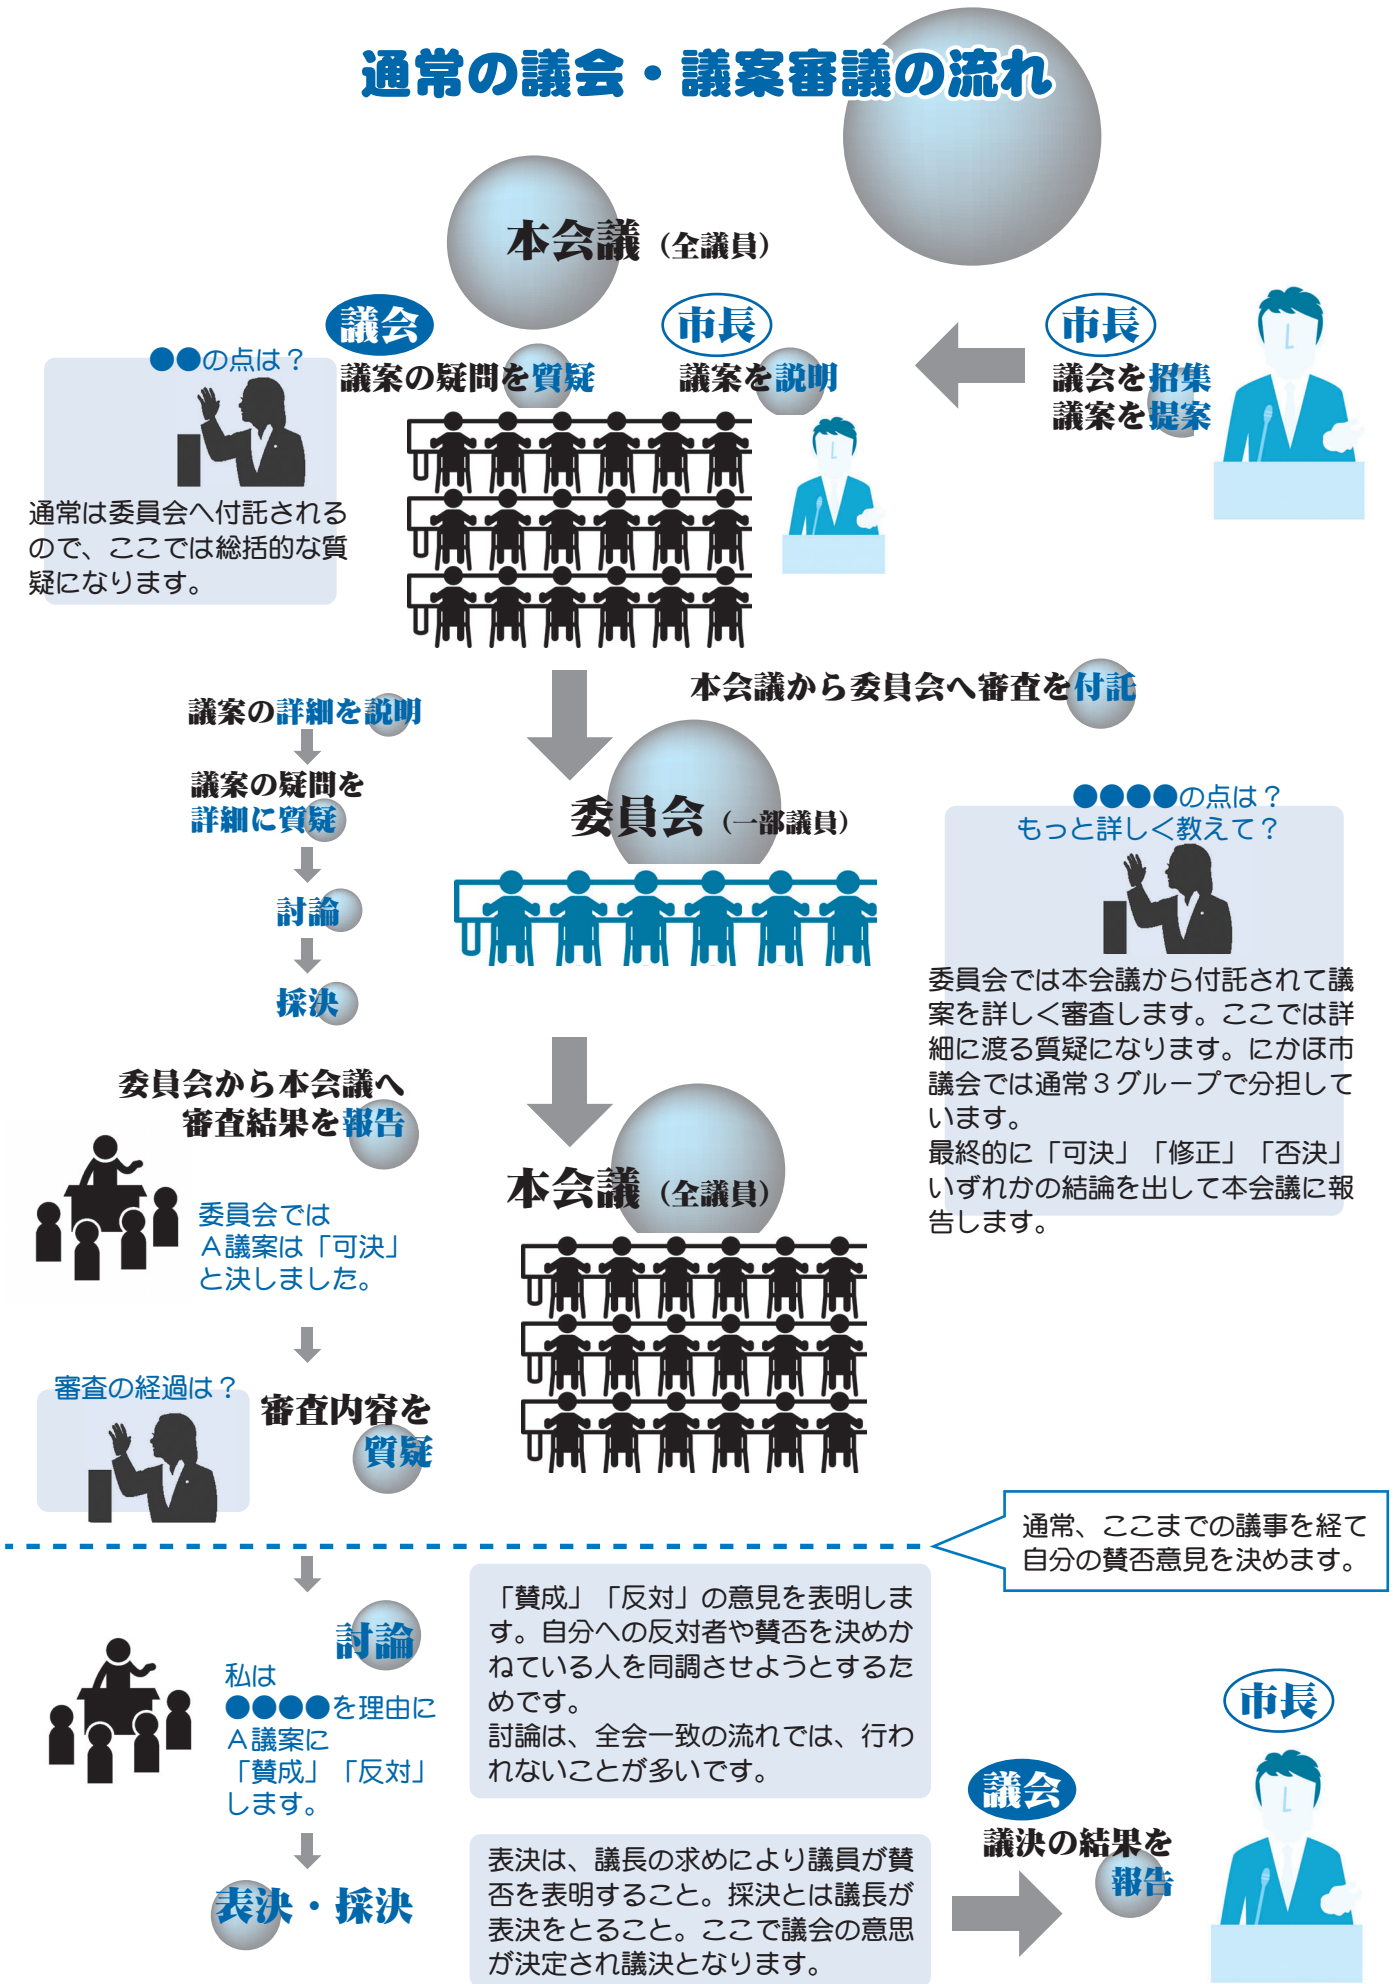 通常の議会・議案審議の流れ
本会議（全議員）
市長
議会を招集
議案を提案
市長
議案を説明
議会
議案の疑問を質疑
●●の点は？
通常は委員会へ付託される
ので、ここでは総括的な質
疑になります。
本会議から委員会へ審査を付託
委員会（一部議員）
議案の詳細を説明
議案の疑問を
詳細に質疑
討論
採決
●●●●の点は？
もっと詳しく教えて？
委員会では本会議から付託されて議
案を詳しく審査します。ここでは詳
細に渡る質疑になります。にかほ市
議会では通常３グループで分担して
います。
最終的に「可決」「修正」「否決」
いずれかの結論を出して本会議に報
告します。
委員会から本会議へ
審査結果を報告
本会議（全議員）
委員会では
Ａ議案は「可決」
と決しました。
審査の経過は？
審査内容を
質疑
通常、ここまでの議事を経て
自分の賛否意見を決めます。
討論
私は
●●●●を理由に
Ａ議案に
「賛成」「反対」
します。
「賛成」「反対」の意見を表明しま
す。自分への反対者や賛否を決めか
ねている人を同調させようとするた
めです。
討論は、全会一致の流れでは、行わ
れないことが多いです。
表決・採決
表決は、議長の求めにより議員が賛
否を表明すること。採決とは議長が
表決をとること。ここで議会の意思
が決定され議決となります。
議会
議決の結果を
報告
市長